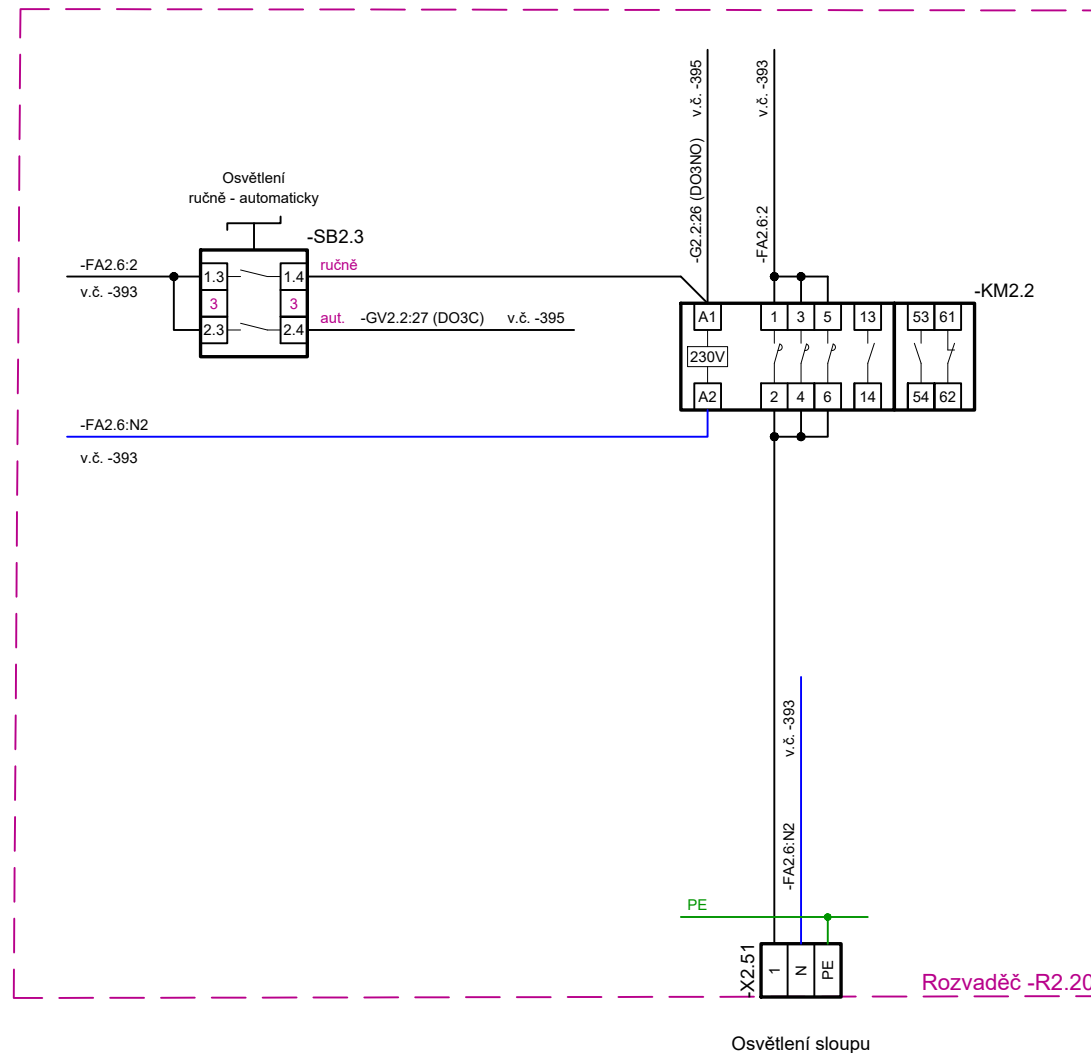 Osvětlení
ručně - automaticky
-SB2.3
-FA2.6:2
v.č. -393
1.3
1.4
ručně
3
3
2.3
2.4
aut.
-GV2.2:27 (DO3C)
v.č. -395
-FA2.6:N2
v.č. -393
-G2.2:26 (DO3NO)
v.č. -395
-FA2.6:2
v.č. -393
-KM2.2
A1
1
3
5
13
53
61
230V
A2
2
4
6
14
54
62
-FA2.6:N2
v.č. -393
PE
-X2.51
1
N
PE
Rozvaděč -R2.20
Osvětlení sloupu